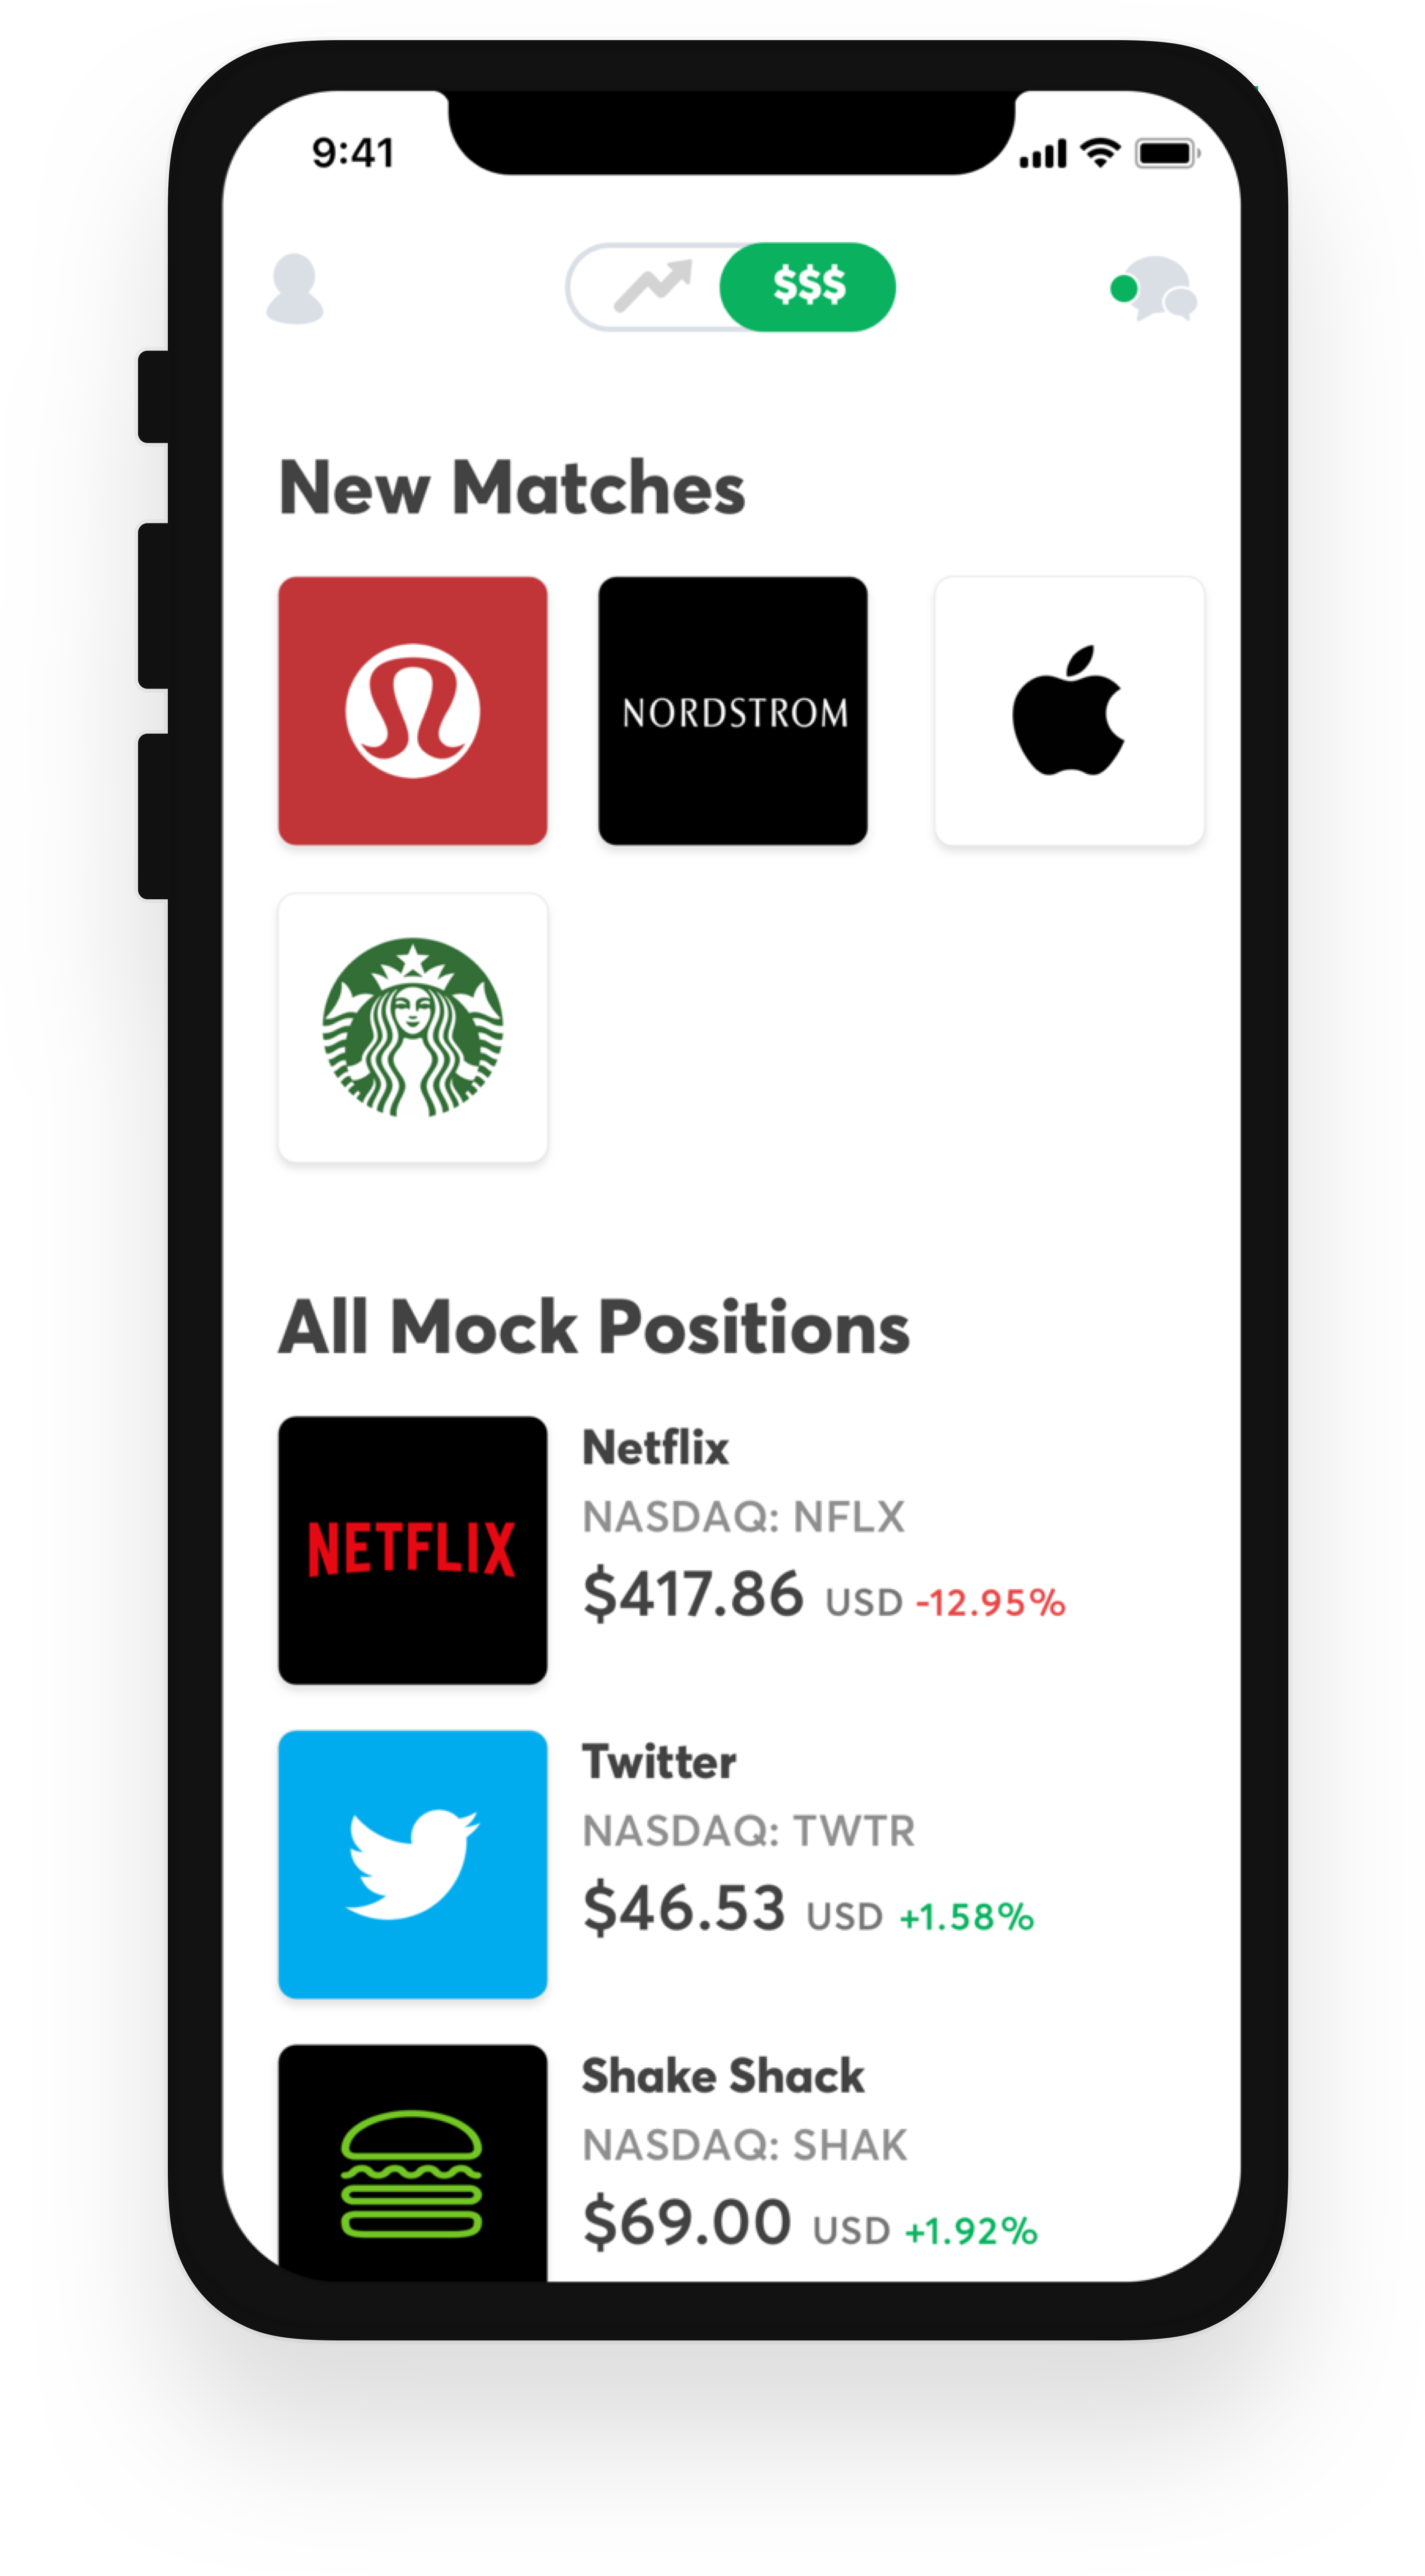 9:41
$$$
New Matches
NORDSTROM
All Mock Positions
NETFLIX
Netflix
NASDAQ: NFLX
$417.86 USD -12.95%
Twitter
NASDAQ: TWTR
$46.53 USD +1.58%
Shake Shack
NASDAQ: SHAK
$69.00 USD +1.92%